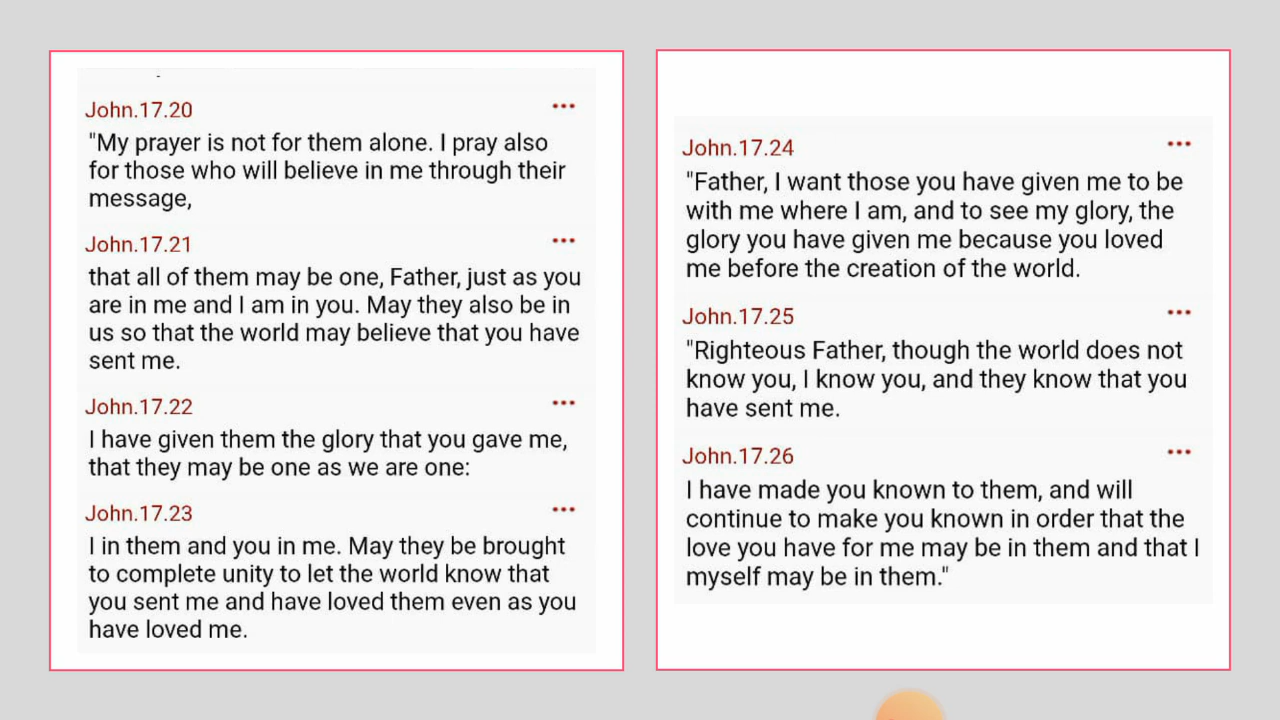 John.17.20
"My prayer is not for them alone. I pray also
for those who will believe in me through their
message,
John.17.21
that all of them may be one, Father, just as you
are in me and I am in you. May they also be in
us so that the world may believe that you have
sent me.
John.17.22
I have given them the glory that you gave me,
that they may be one as we are one:
John.17.23
I in them and you in me. May they be brought
to complete unity to let the world know that
you sent me and have loved them even as you
have loved me.
John.17.24
"Father, I want those you have given me to be
with me where I am, and to see my glory, the
glory you have given me because you loved
me before the creation of the world.
John.17.25
"Righteous Father, though the world does not
know you, I know you, and they know that you
have sent me.
John.17.26
I have made you known to them, and will
continue to make you known in order that the
love you have for me may be in them and that I
myself may be in them."